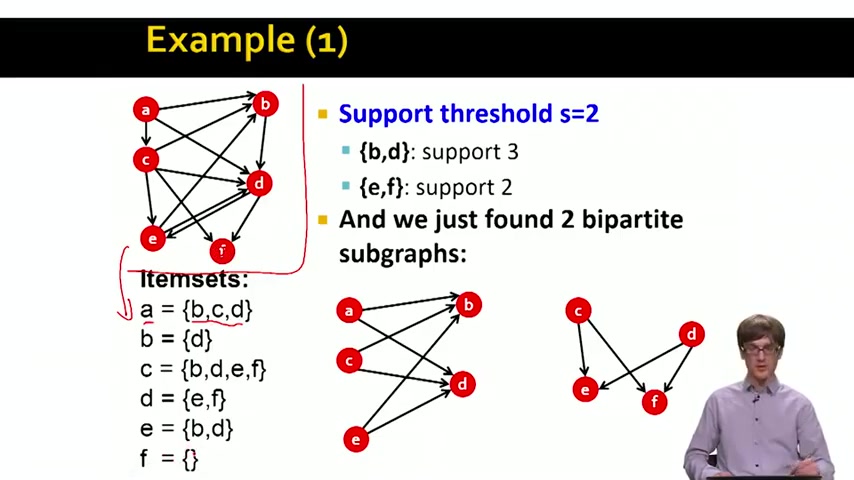 Example (1)
a
b
c
d
e
f
Itemsets:
a = {b,c,d}
b = {d}
c = {b,d,e,f}
d = {e,f}
e = {b,d}
f = {}
Support threshold s=2
{b,d}: support 3
{e,f}: support 2
And we just found 2 bipartite
subgraphs:
a
b
c
d
e
c
d
e
f